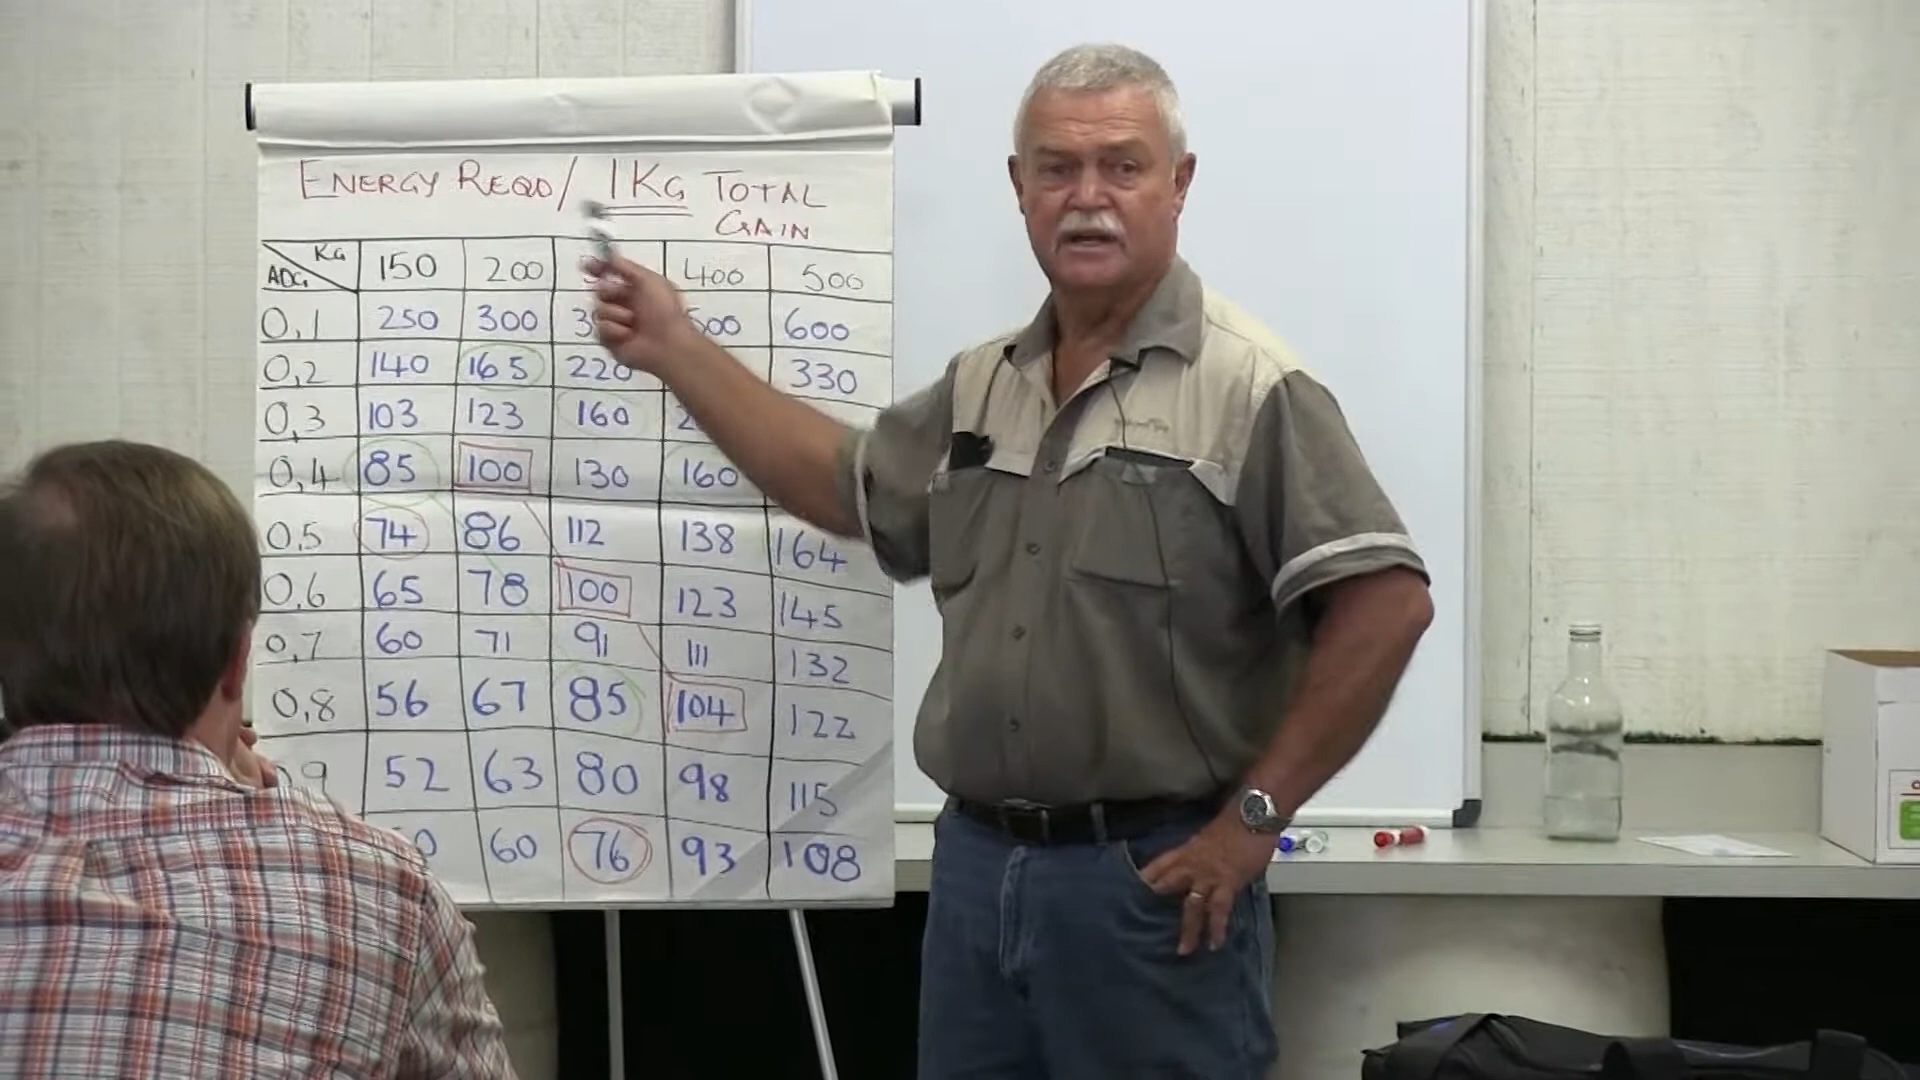 ENERGY REQD/ 1KG TOTAL
GAIN
KG
ADG 150 200 400 500
0,1 250 300 500 600
0,2 140 165 220 330
0,3 103 123 160
0,4 85 100 130 160
0,5 74 86 112 138 164
0,6 65 78 100 123 145
0,7 60 71 91 111 132
0,8 56 67 85 104 122
52 63 80 98 115
60 76 93 108